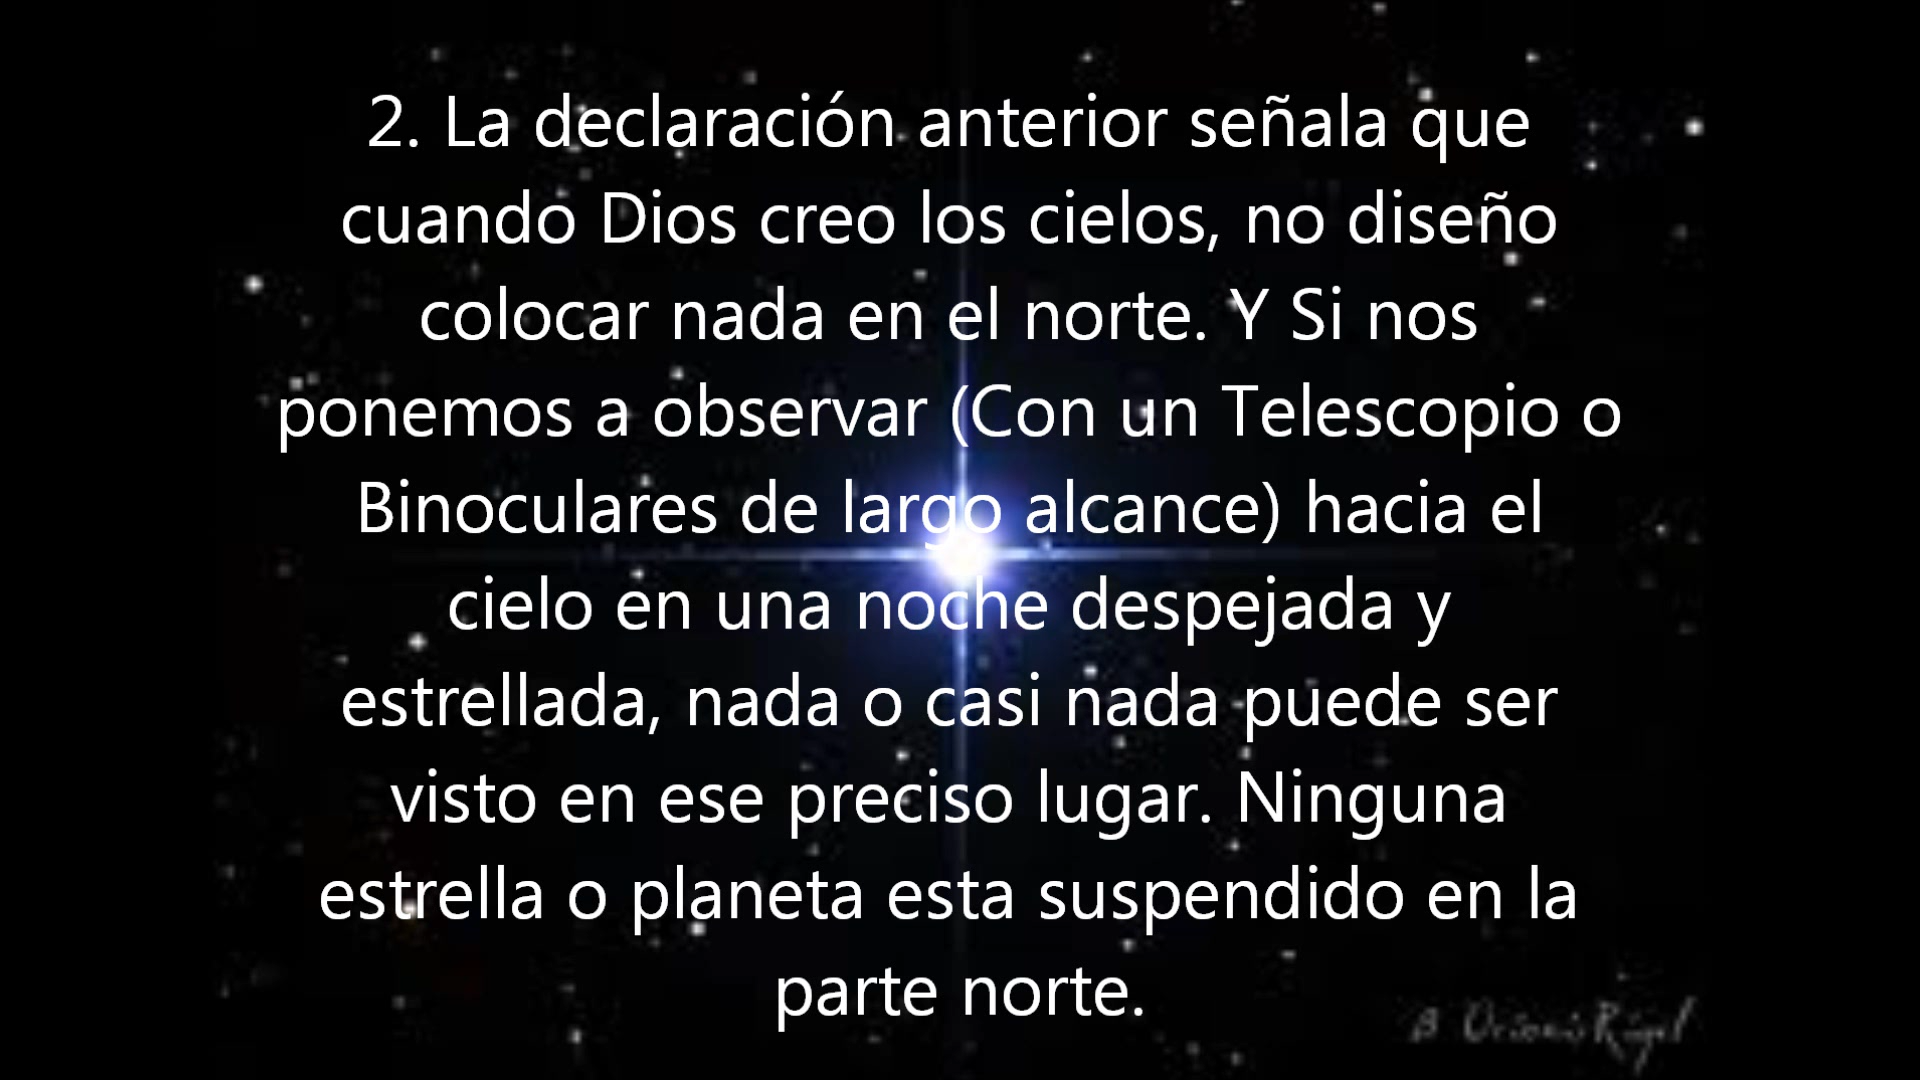 2. La declaración anterior señala que
cuando Dios creo los cielos, no diseño
colocar nada en el norte. Y Si nos
ponemos a observar (Con un Telescopio o
Binoculares de largo alcance) hacia el
cielo en una noche despejada y
estrellada, nada o casi nada puede ser
visto en ese preciso lugar. Ninguna
estrella o planeta esta suspendido en la
parte norte.
β Orionis Rigel